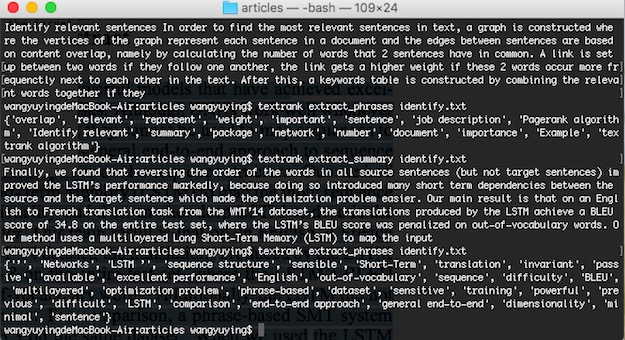 articles — -bash — 109×24
Identify relevant sentences In order to find the most relevant sentences in text, a graph is constructed whe
re the vertices of the graph represent each sentence in a document and the edges between sentences are based
on content overlap, namely by calculating the number of words that 2 sentences have in common. A link is set
[up between two words if they follow one another, the link gets a higher weight if these 2 words occur more fr]
[equenctly next to each other in the text. After this, a keywords table is constructed by combining the releva]
[nt words together if they
[wangyuyingdeMacBook-Air:articles wangyuying$ textrank extract_phrases identify.txt ]
{'overlap', 'relevant', 'represent', 'weight', 'important', 'sentence', 'job description', 'Pagerank algorith
m', 'Identify relevant', 'summary', 'package', 'network', 'number', 'document', 'importance', 'Example', 'tex
trank algorithm'}
[wangyuyingdeMacBook-Air:articles wangyuying$ textrank extract_summary identify.txt ]
Finally, we found that reversing the order of the words in all source sentences (but not target sentences) im
proved the LSTM's performance markedly, because doing so introduced many short term dependencies between the
source and the target sentence which made the optimization problem easier. Our main result is that on an Engl
ish to French translation task from the WMT'14 dataset, the translations produced by the LSTM achieve a BLEU
score of 34.8 on the entire test set, where the LSTM's BLEU score was penalized on out-of-vocabulary words. O
ur method uses a multilayered Long Short-Term Memory (LSTM) to map the input
[wangyuyingdeMacBook-Air:articles wangyuying$ textrank extract_phrases identify.txt ]
{''', 'Networks', 'LSTM '', 'sequence structure', 'sensible', 'Short-Term', 'translation', 'invariant', 'pass
ive', 'available', 'excellent performance', 'English', 'out-of-vocabulary', 'sequence', 'difficulty', 'BLEU',
'multilayered', 'optimization problem', 'phrase-based', 'dataset', 'sensitive', 'training', 'powerful', 'pre
vious', 'difficult', 'LSTM', 'comparison', 'end-to-end approach', 'general end-to-end', 'dimensionality', 'mi
nimal', 'sentence'}
wangyuyingdeMacBook-Air:articles wangyuying$